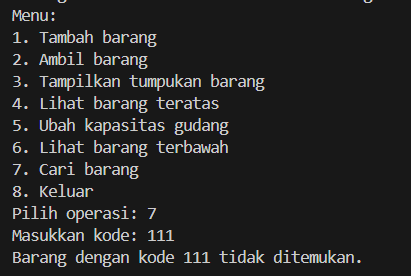 Menu:
1. Tambah barang
2. Ambil barang
3. Tampilkan tumpukan barang
4. Lihat barang teratas
5. Ubah kapasitas gudang
6. Lihat barang terbawah
7. Cari barang
8. Keluar
Pilih operasi: 7
Masukkan kode: 111
Barang dengan kode 111 tidak ditemukan.